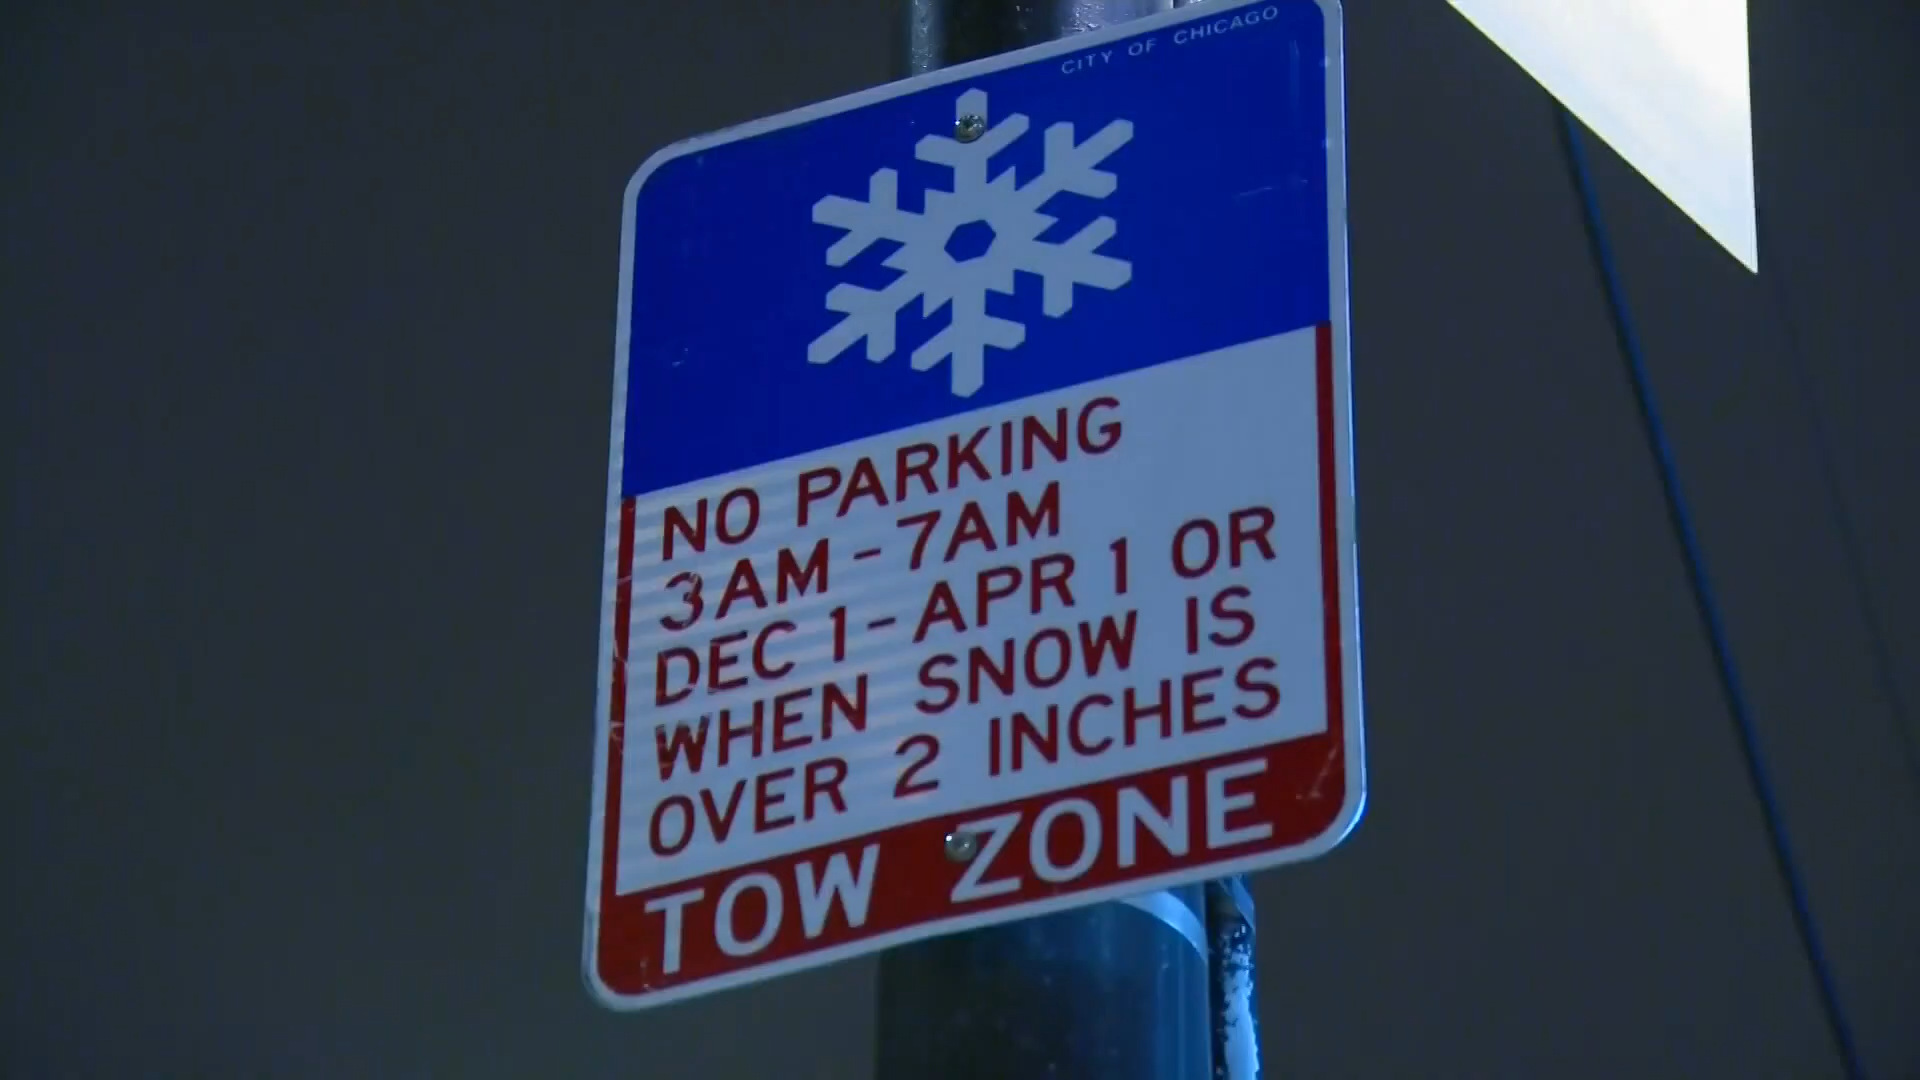 CITY OF CHICAGO
NO PARKING
3AM - 7AM
DEC 1 - APR 1 OR
WHEN SNOW IS
OVER 2 INCHES
TOW ZONE